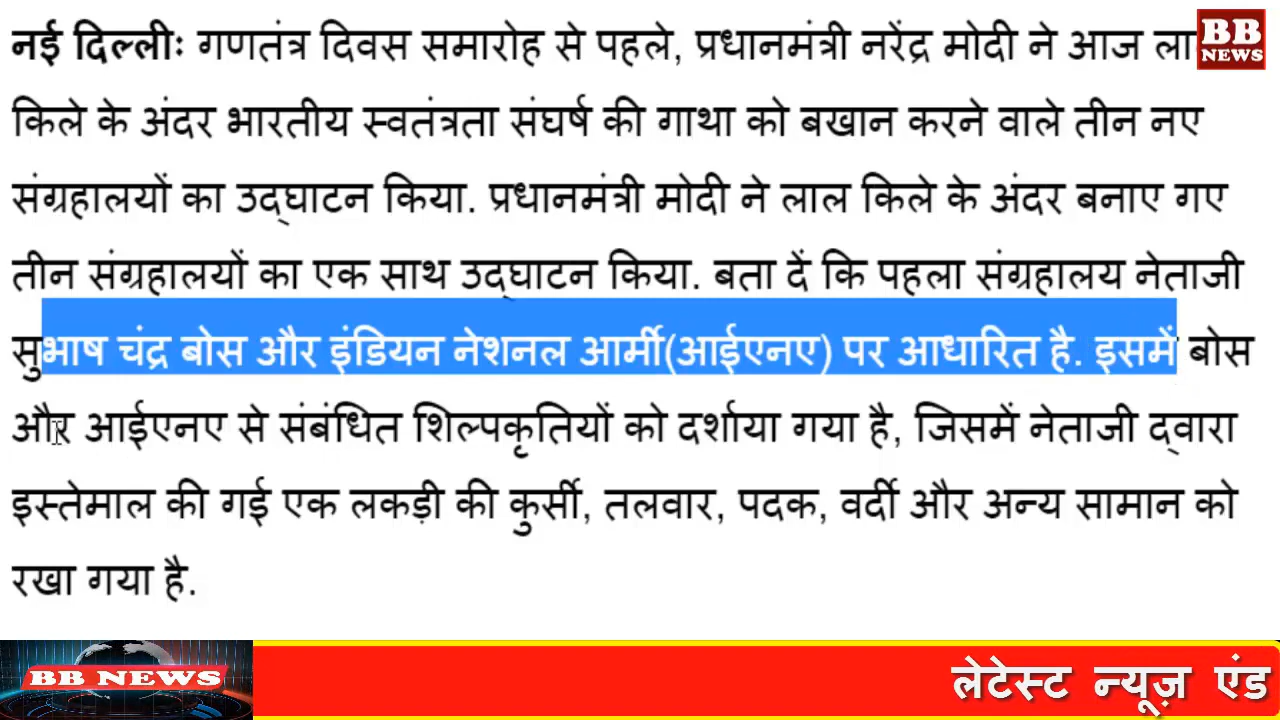 नई दिल्लीः गणतंत्र दिवस समारोह से पहले, प्रधानमंत्री नरेंद्र मोदी ने आज
BB
NEWS
किले के अंदर भारतीय स्वतंत्रता संघर्ष की गाथा को बखान करने वाले तीन नए
संग्रहालयों का उद्घाटन किया. प्रधानमंत्री मोदी ने लाल किले के अंदर बनाए गए
तीन संग्रहालयों का एक साथ उद्घाटन किया. बता दें कि पहला संग्रहालय नेताजी
सुभाष चंद्र बोस और इंडियन नेशनल आर्मी(आईएनए) पर आधारित है. इसमें बोस
और आईएनए से संबंधित शिल्पकृतियों को दर्शाया गया है, जिसमें नेताजी द्वारा
इस्तेमाल की गई एक लकड़ी की कुर्सी, तलवार, पदक, वर्दी और अन्य सामान को
रखा गया है.
BB NEWS
लेटेस्ट न्यूज़ एंड